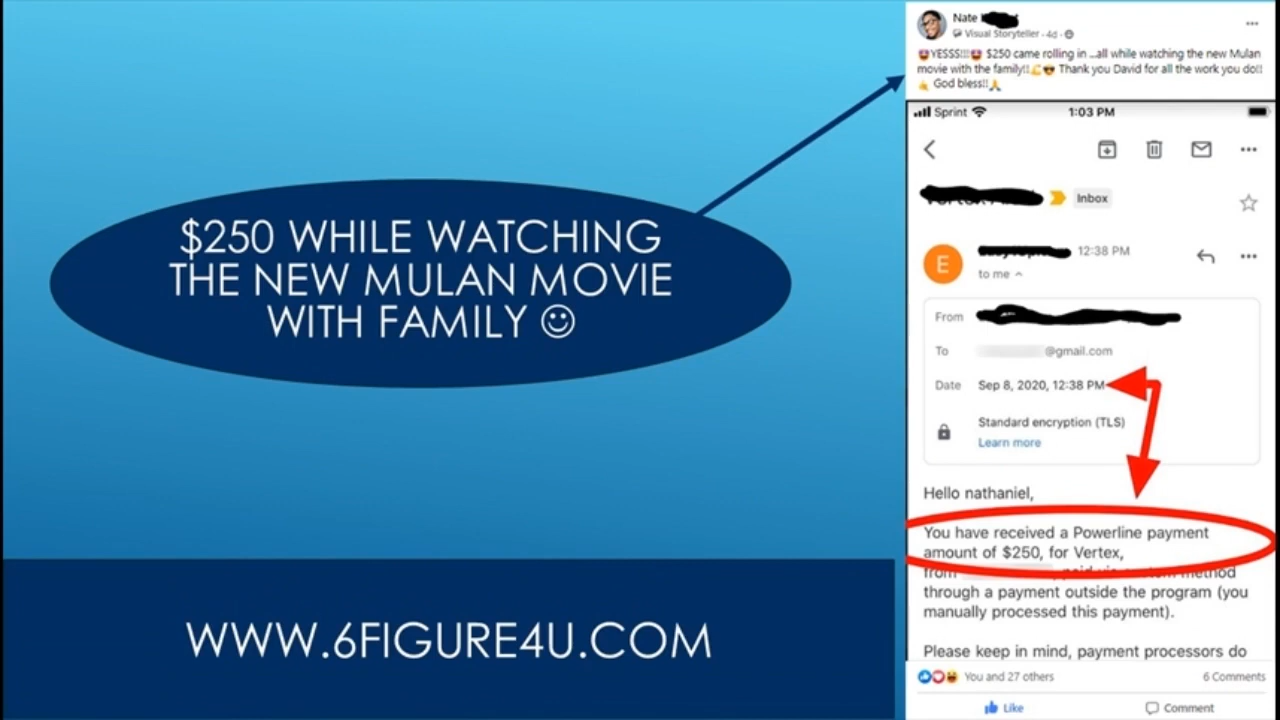 $250 WHILE WATCHING
THE NEW MULAN MOVIE
WITH FAMILY ☺
WWW.6FIGURE4U.COM
Nate
Visual Storyteller · 4d ·
🤩YESSS!!!🤩 $250 came rolling in ...all while watching the new Mulan
movie with the family!!💪😎 Thank you David for all the work you do!!
🤙 God bless!!🙏
Sprint 1:03 PM
Inbox
E
12:38 PM
to me
From
To @gmail.com
Date Sep 8, 2020, 12:38 PM
Standard encryption (TLS)
Learn more
Hello nathaniel,
You have received a Powerline payment
amount of $250, for Vertex,
from paid via custom method
through a payment outside the program (you
manually processed this payment).
Please keep in mind, payment processors do
You and 27 others 6 Comments
Like Comment